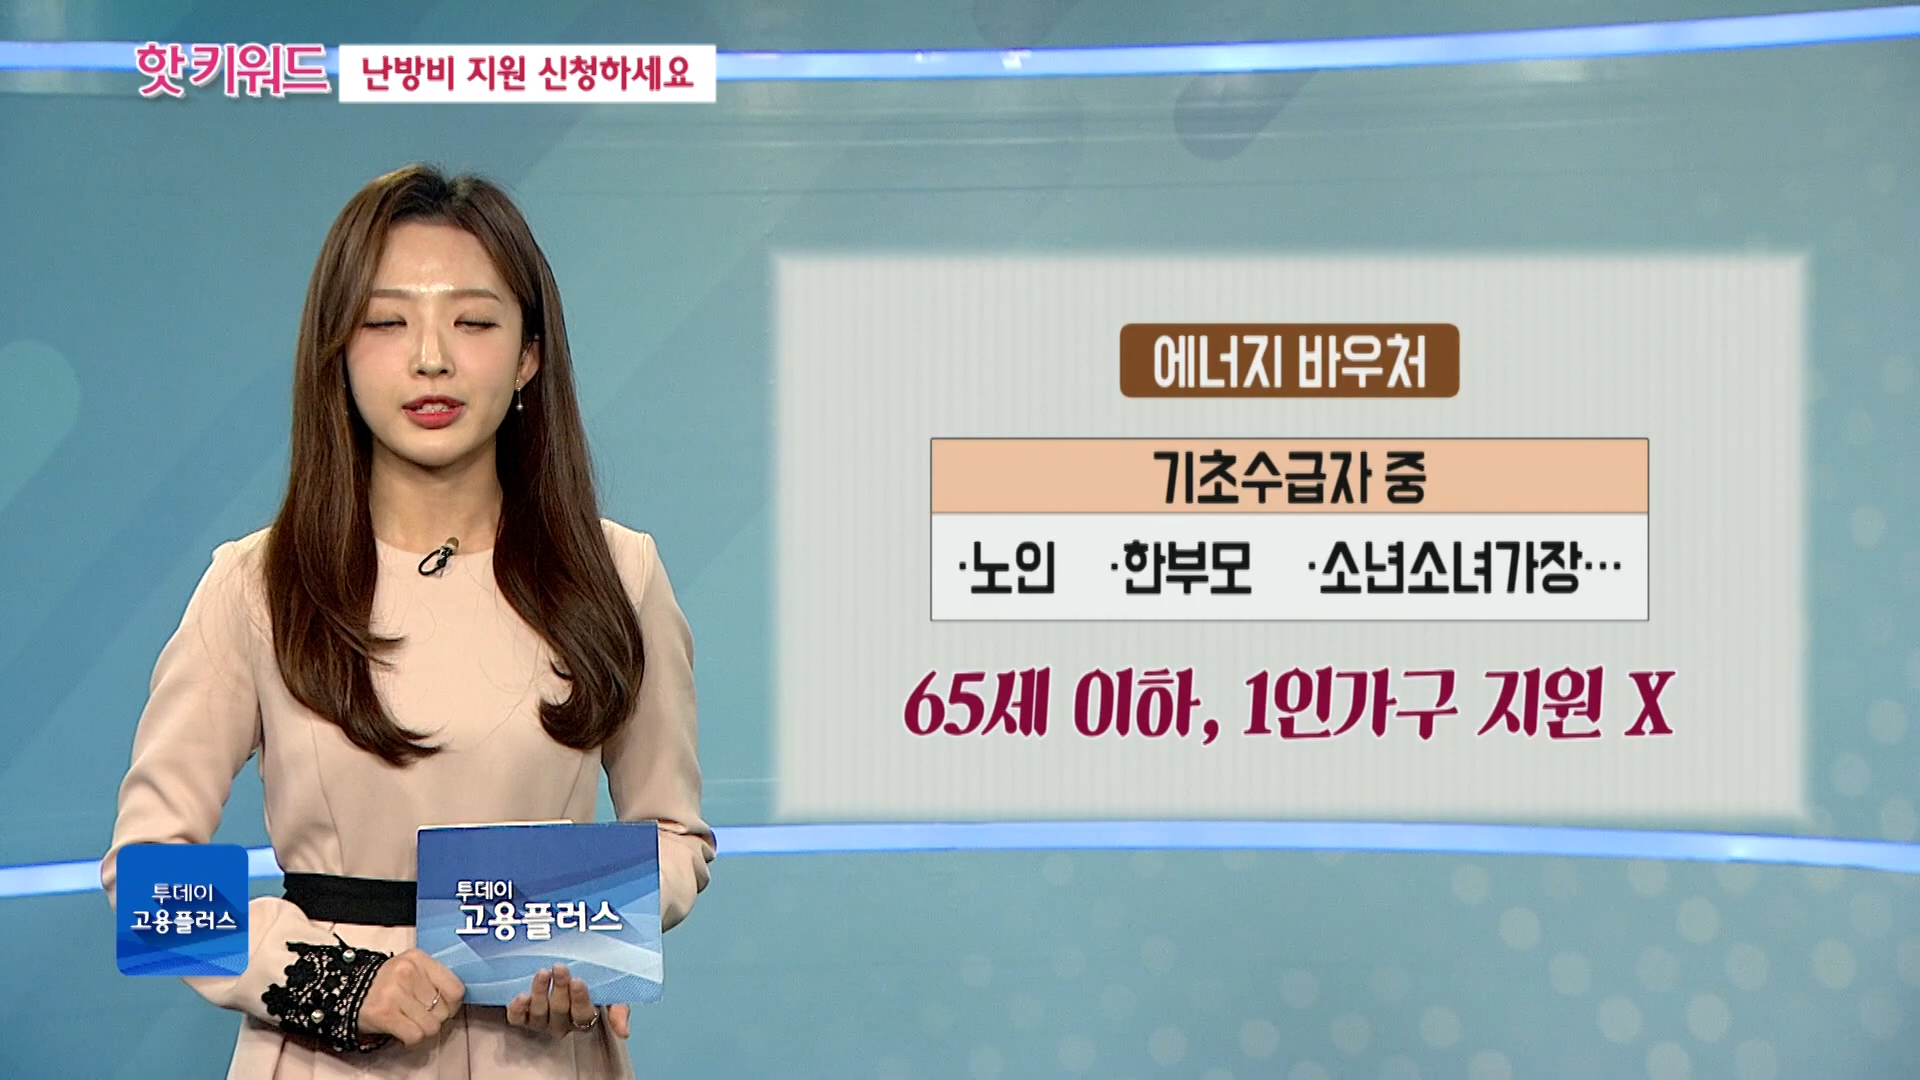 핫키워드 난방비 지원 신청하세요
에너지 바우처
기초수급자 중
·노인 ·한부모 ·소년소녀가장…
65세 이하, 1인가구 지원 X
투데이
고용플러스
투데이
고용플러스